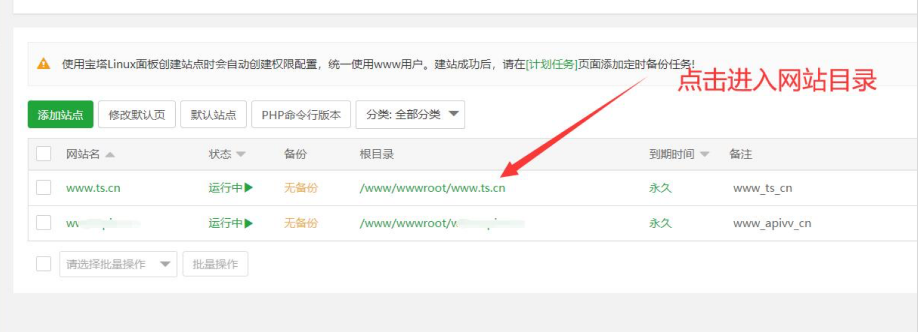 使用宝塔Linux面板创建站点时会自动创建权限配置，统一使用www用户。建站成功后，请在[计划任务]页面添加定时备份任务!
点击进入网站目录
添加站点 修改默认页 默认站点 PHP命令行版本 分类: 全部分类
网站名 状态 备份 根目录 到期时间 备注
www.ts.cn 运行中 无备份 /www/wwwroot/www.ts.cn 永久 www_ts_cn
运行中 无备份 /www/wwwroot/ 永久 www_apivv_cn
请选择批量操作 批量操作